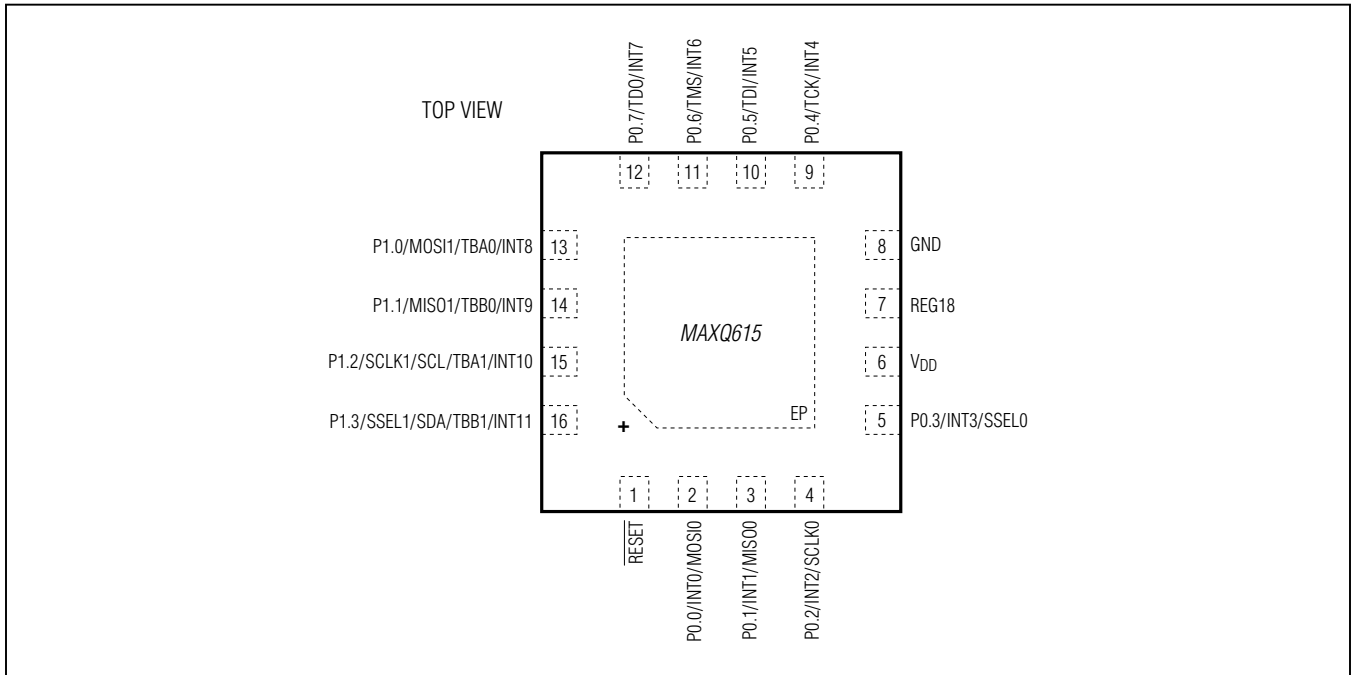 P0.7/TDO/INT7
P0.6/TMS/INT6
P0.5/TDI/INT5
P0.4/TCK/INT4
TOP VIEW
12
11
10
9
P1.0/MOSI1/TBA0/INT8
13
8
GND
P1.1/MISO1/TBB0/INT9
14
7
REG18
MAXQ615
P1.2/SCLK1/SCL/TBA1/INT10
15
6
VDD
P1.3/SSEL1/SDA/TBB1/INT11
16
+
EP
5
P0.3/INT3/SSEL0
1
2
3
4
RESET
P0.0/INT0/MOSI0
P0.1/INT1/MISO0
P0.2/INT2/SCLK0